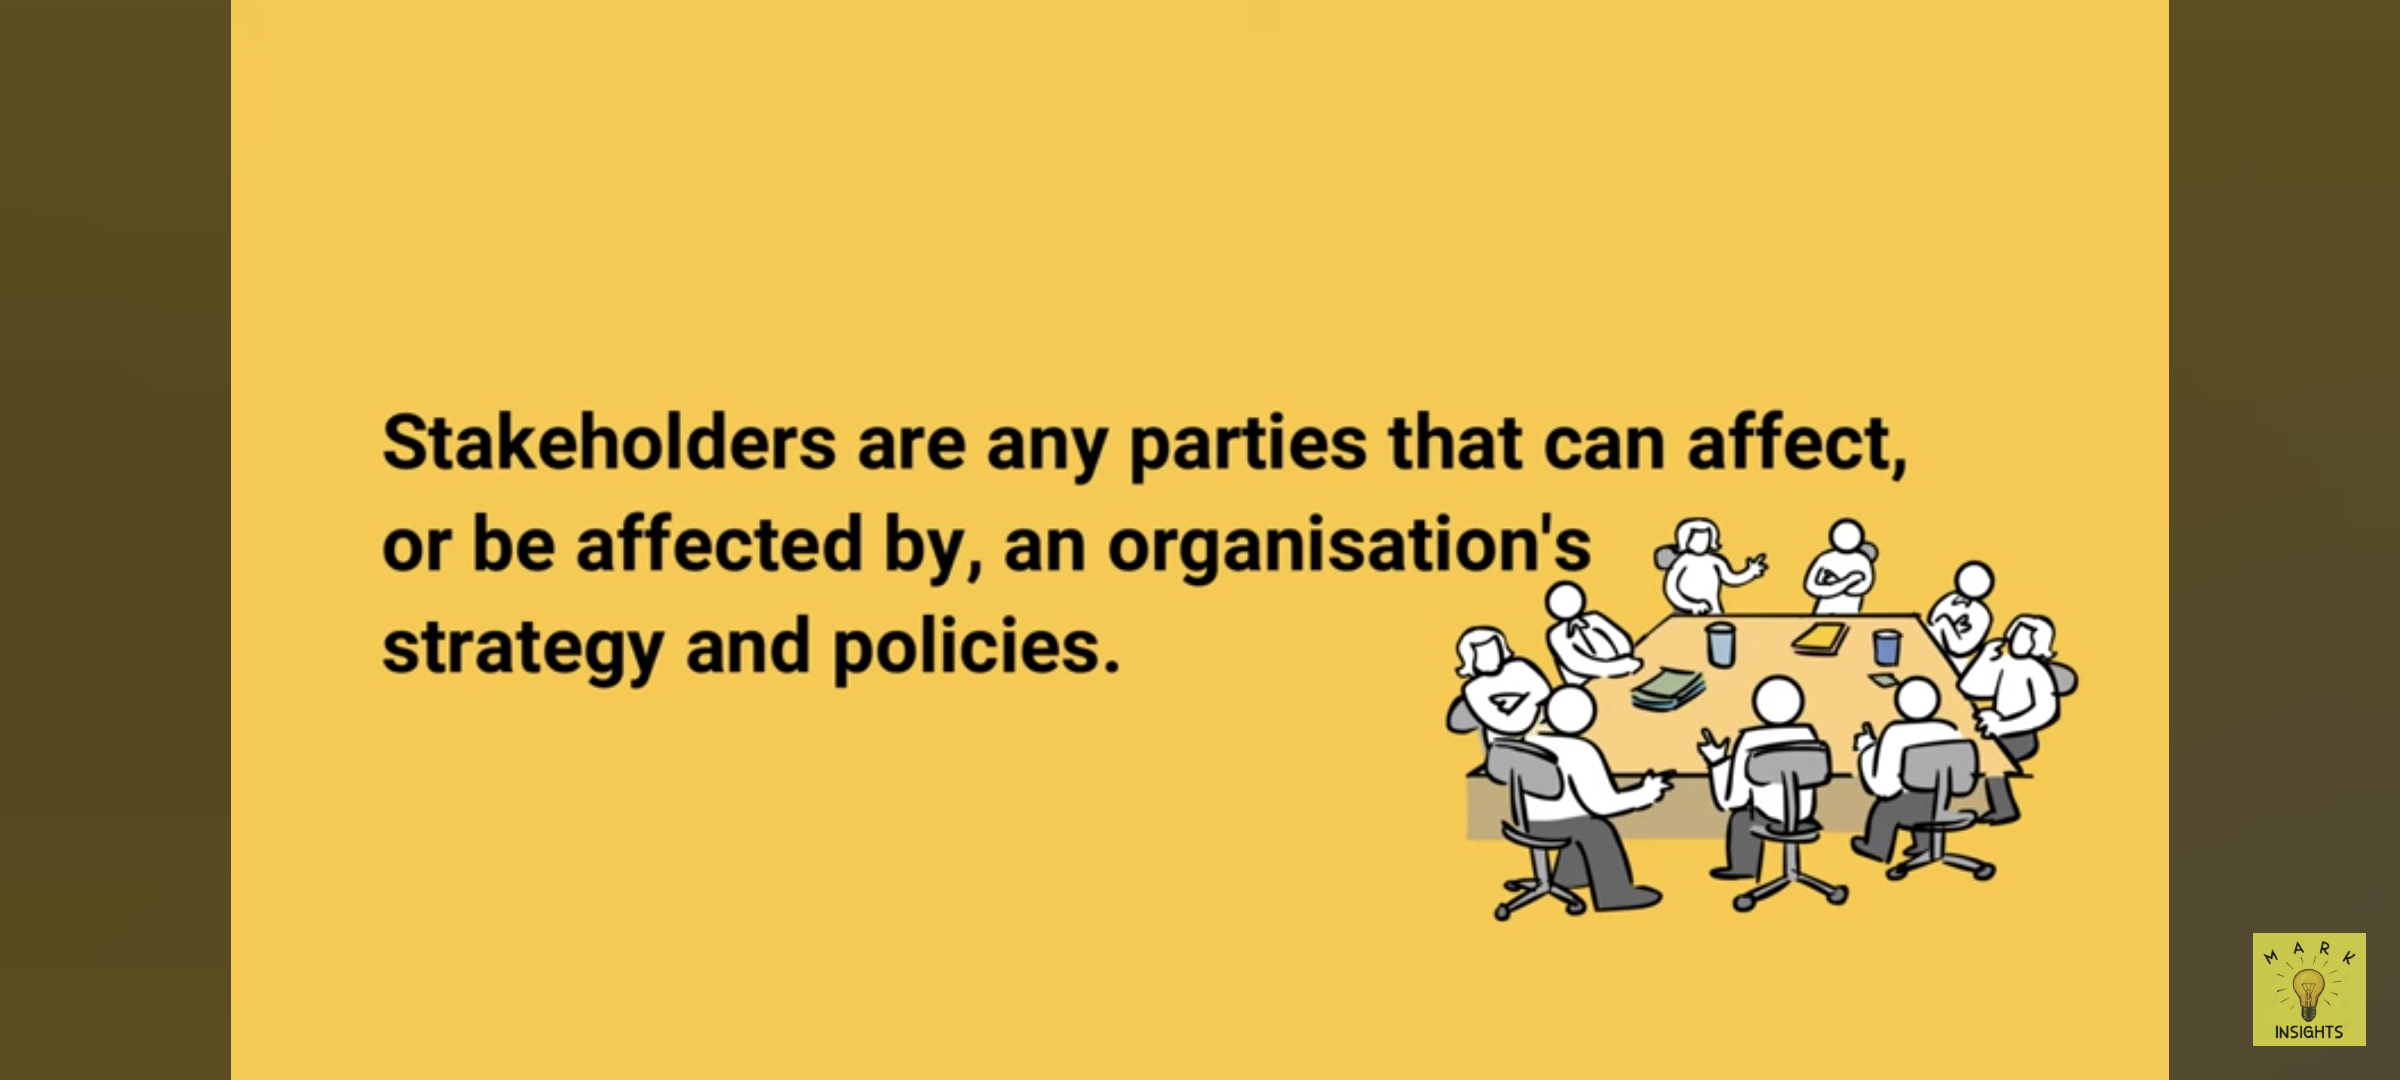 Stakeholders are any parties that can affect,
or be affected by, an organisation's
strategy and policies.
MARK
INSIGHTS